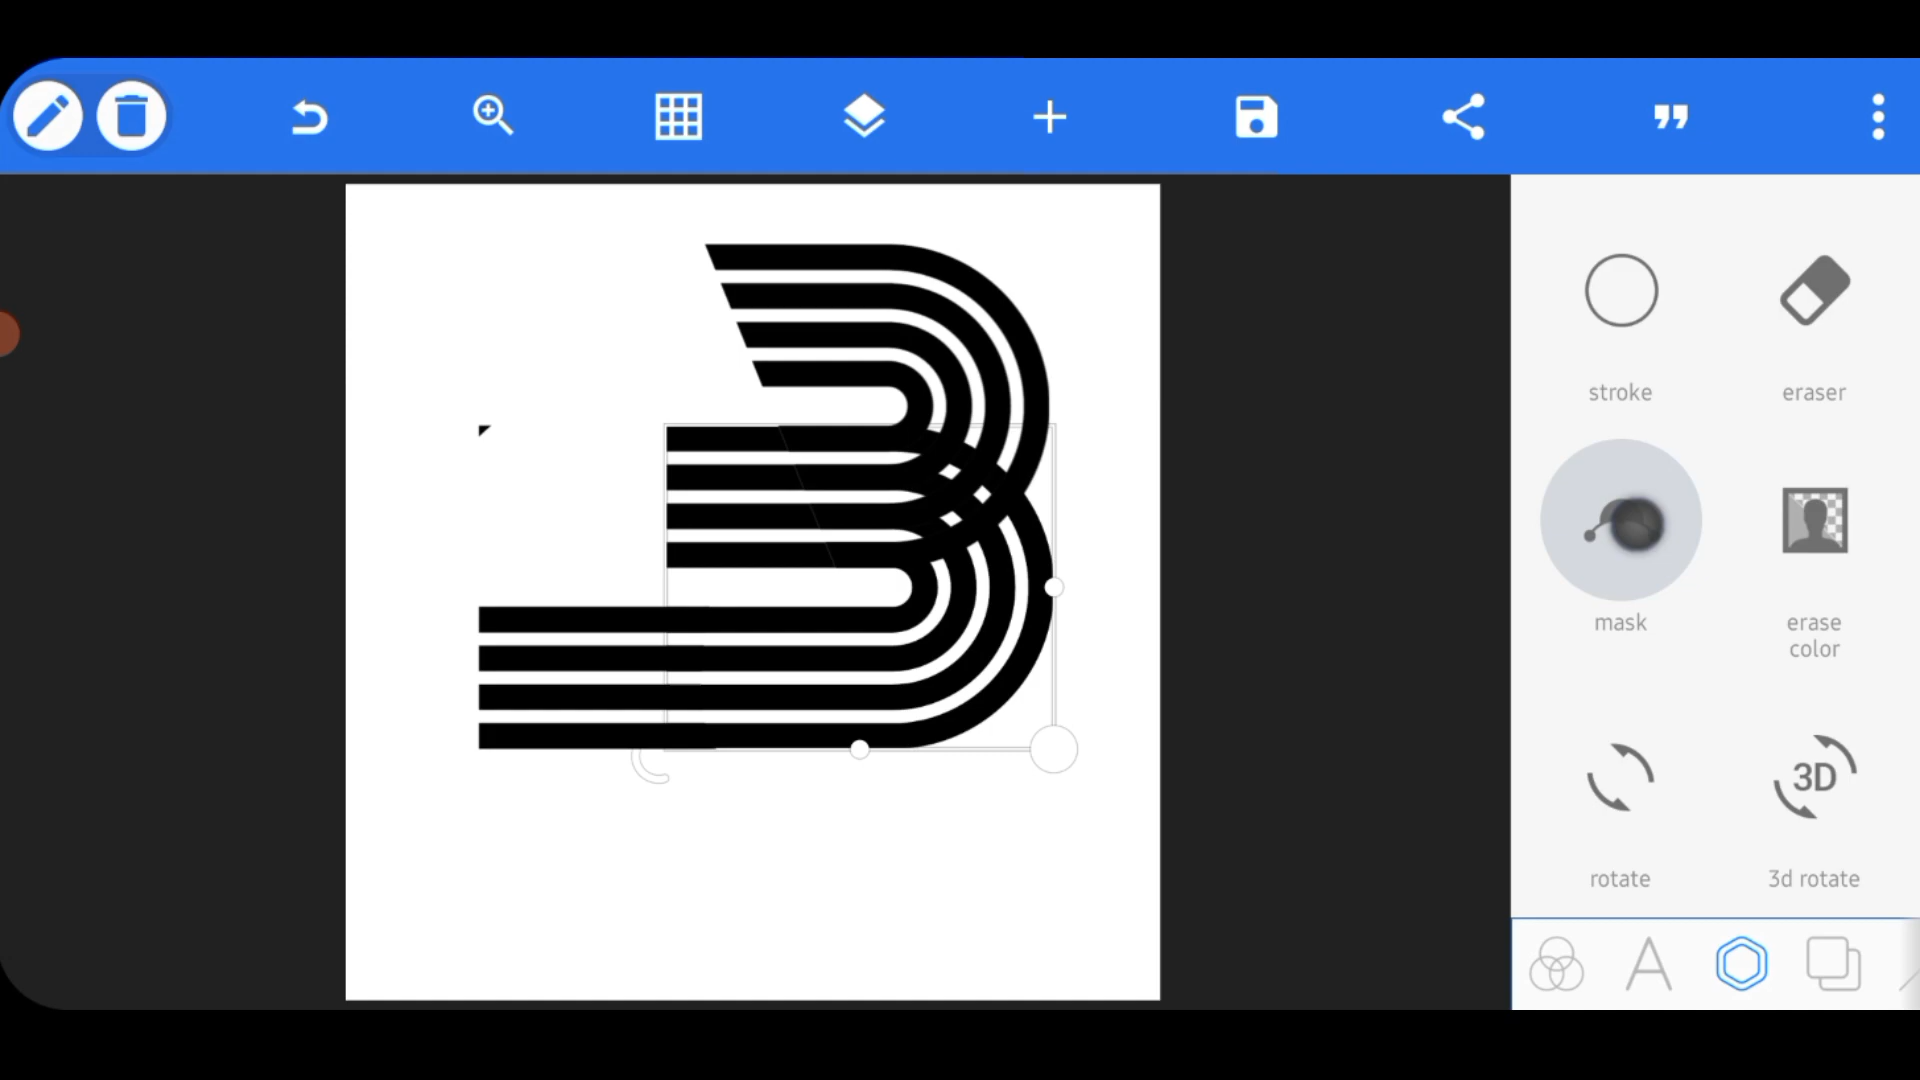 stroke
eraser
mask
erase
color
3D
rotate
3d rotate